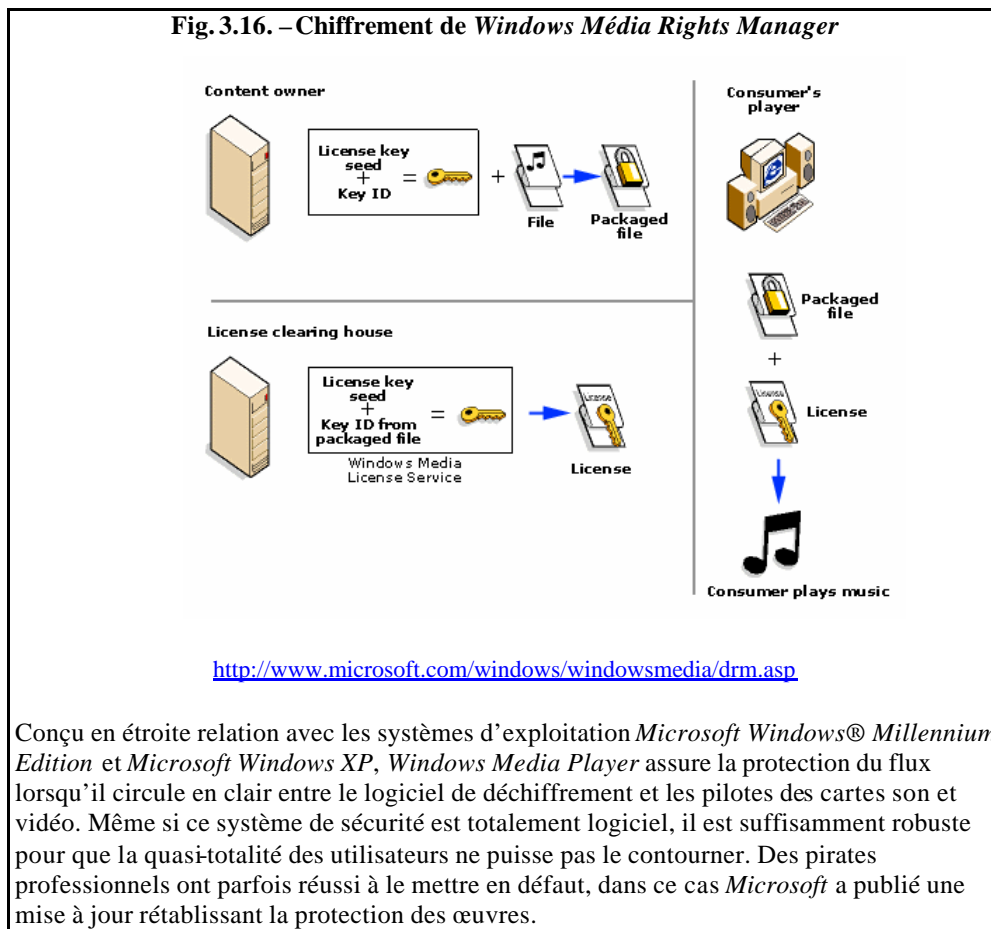 Fig. 3.16. – Chiffrement de Windows Média Rights Manager
Content owner
License key
seed
+
Key ID
=
+
File
Packaged
file
License clearing house
License key
seed
+
Key ID from
packaged file
=
Windows Media
License Service
License
License
Consumer's
player
Packaged
file
+
License
License
Consumer plays music
http://www.microsoft.com/windows/windowsmedia/drm.asp
Conçu en étroite relation avec les systèmes d'exploitation Microsoft Windows® Millennium
Edition et Microsoft Windows XP, Windows Media Player assure la protection du flux
lorsqu'il circule en clair entre le logiciel de déchiffrement et les pilotes des cartes son et
vidéo. Même si ce système de sécurité est totalement logiciel, il est suffisamment robuste
pour que la quasi-totalité des utilisateurs ne puisse pas le contourner. Des pirates
professionnels ont parfois réussi à le mettre en défaut, dans ce cas Microsoft a publié une
mise à jour rétablissant la protection des œuvres.